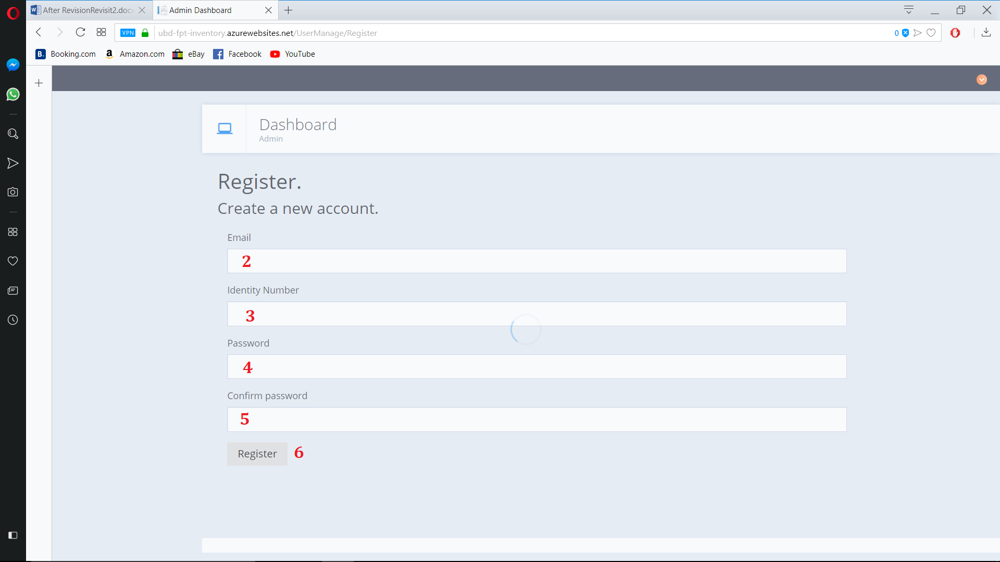 After RevisionRevisit2.docx
Admin Dashboard
VPN
ubd-fpt-inventory.azurewebsites.net/UserManage/Register
0
B. Booking.com
a Amazon.com
eBay
Facebook
YouTube
Dashboard
Admin
Register.
Create a new account.
Email
2
Identity Number
3
Password
4
Confirm password
5
Register 6